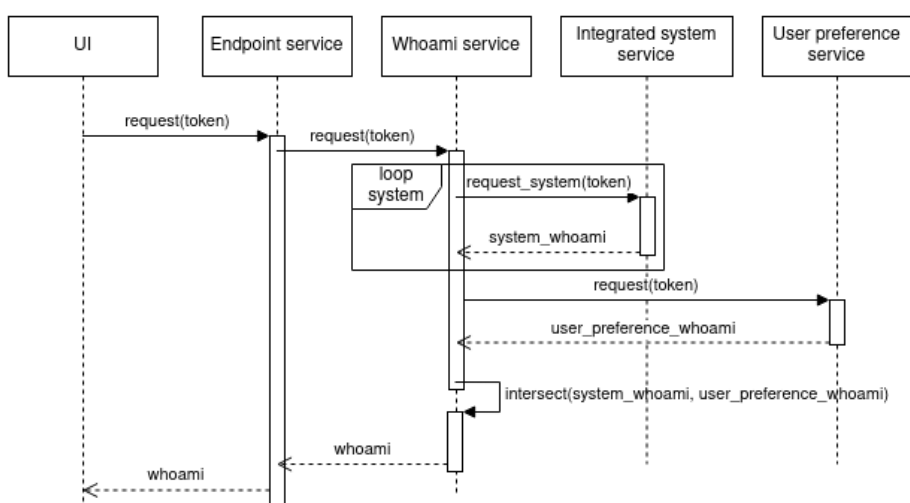 UI
Endpoint service
Whoami service
Integrated system
service
User preference
service
request(token)
request(token)
loop
system
request_system(token)
system_whoami
request(token)
user_preference_whoami
intersect(system_whoami, user_preference_whoami)
whoami
whoami